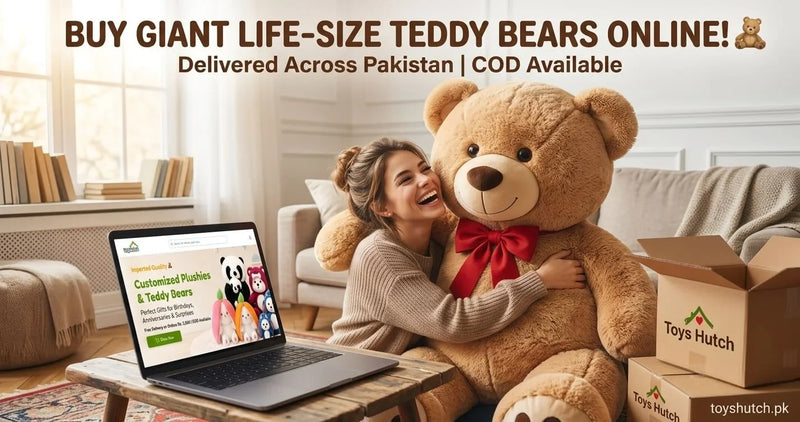 BUY GIANT LIFE-SIZE TEDDY BEARS ONLINE!
Delivered Across Pakistan | COD Available
Imported Quality
Customized Plushies
& Teddy Bears
Perfect Gifts for Birthdays,
Anniversaries & Surprises
Toys Hutch
Toys Hutch
toyshutch.pk